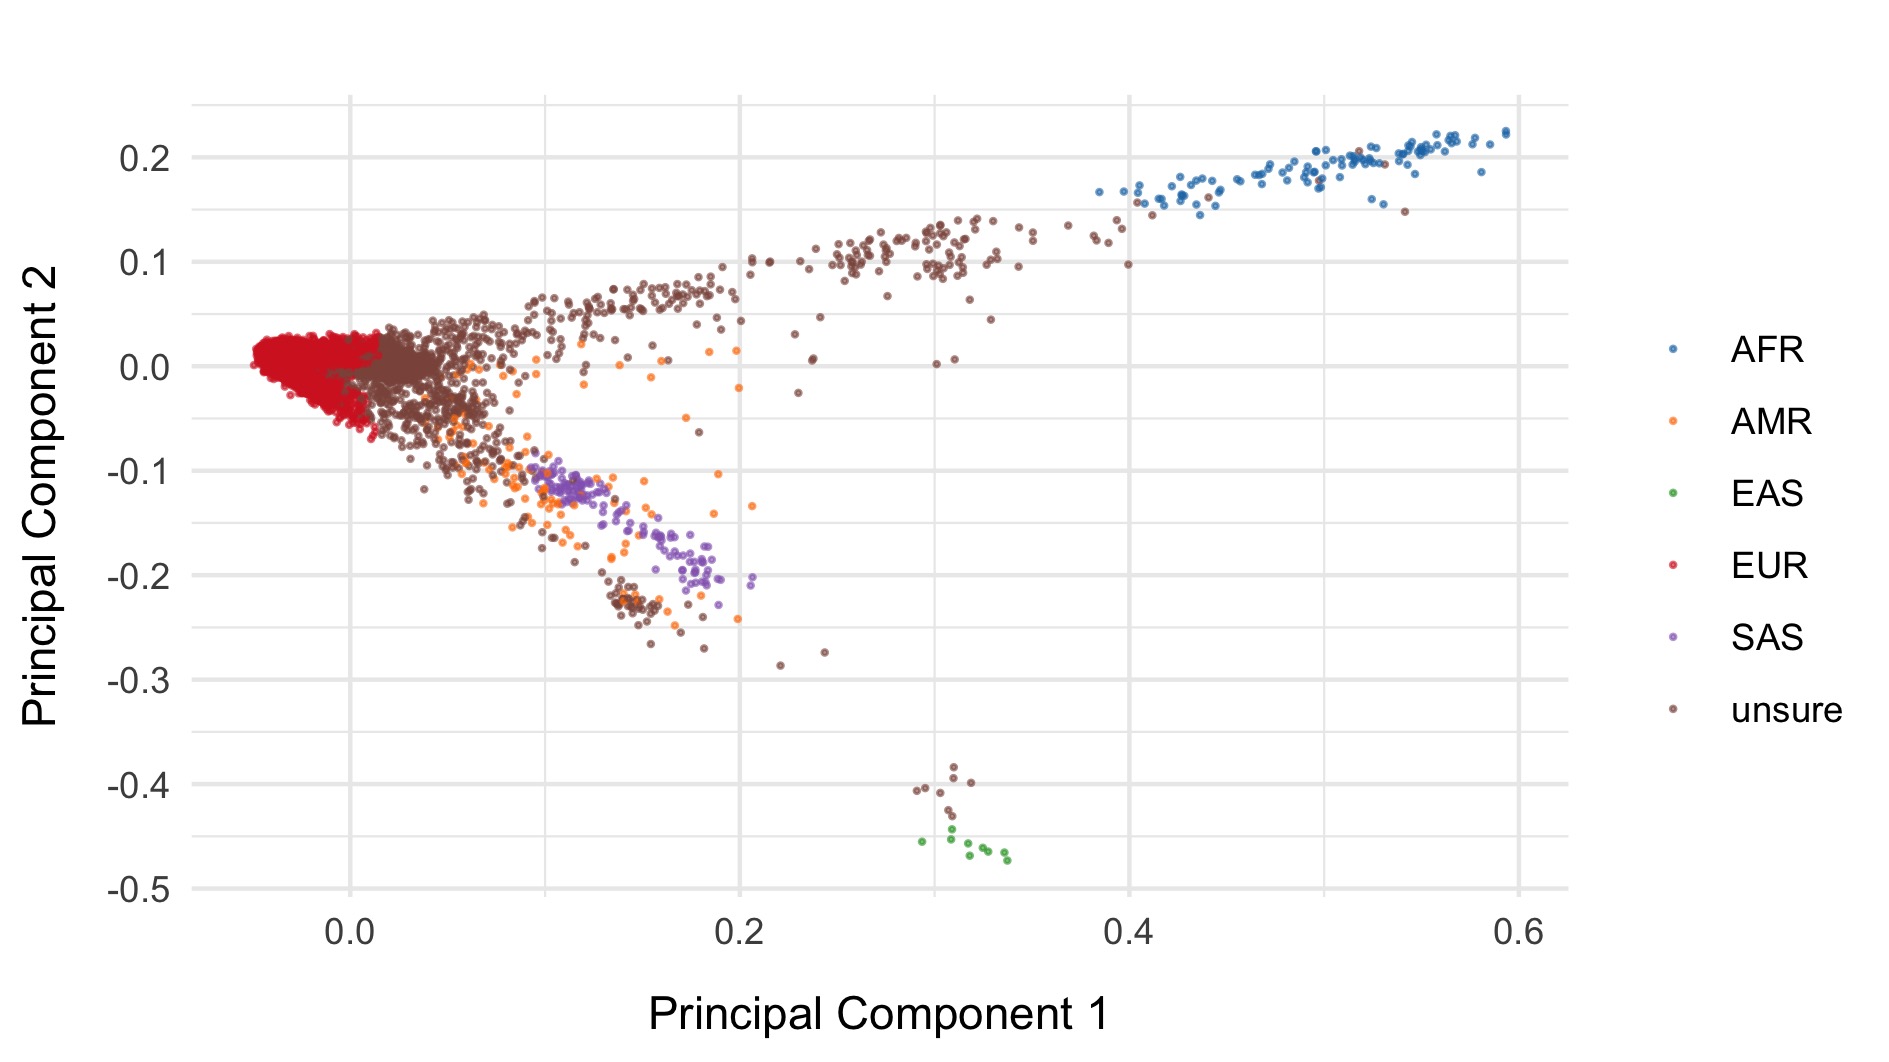 Principal Component 2
0.2
0.1
0.0
-0.1
-0.2
-0.3
-0.4
-0.5
0.0 0.2 0.4 0.6
Principal Component 1
AFR
AMR
EAS
EUR
SAS
unsure